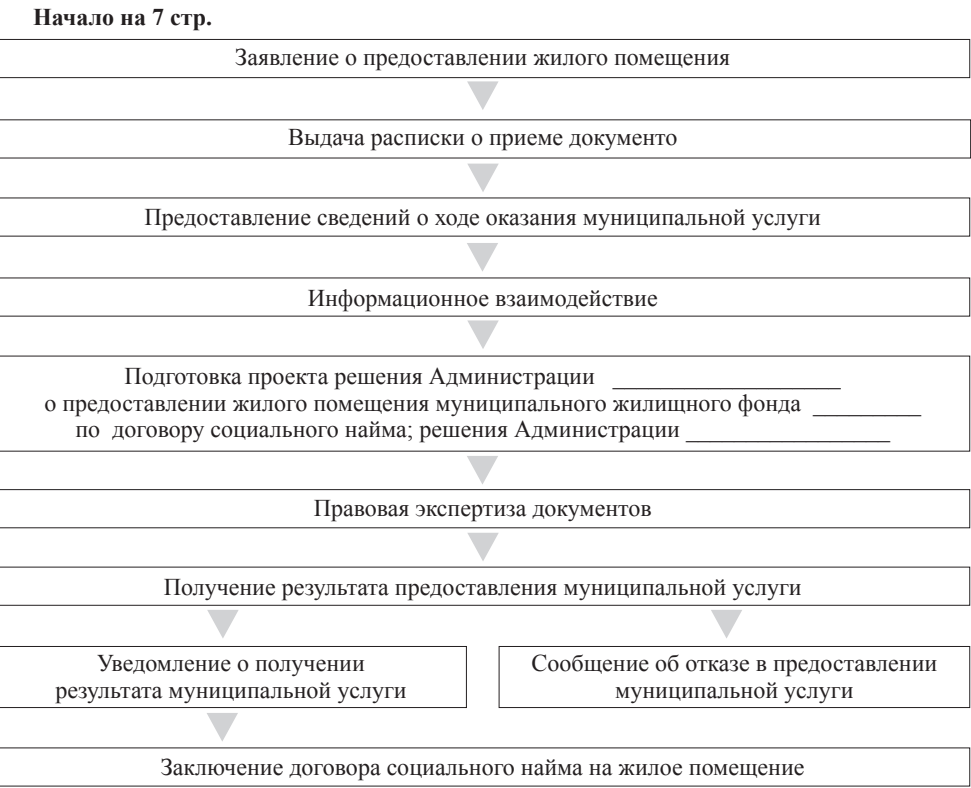 Начало на 7 стр.
Заявление о предоставлении жилого помещения
Выдача расписки о приеме документо
Предоставление сведений о ходе оказания муниципальной услуги
Информационное взаимодействие
Подготовка проекта решения Администрации ____________________
о предоставлении жилого помещения муниципального жилищного фонда _________
по договору социального найма; решения Администрации _________________
Правовая экспертиза документов
Получение результата предоставления муниципальной услуги
Уведомление о получении
результата муниципальной услуги
Сообщение об отказе в предоставлении
муниципальной услуги
Заключение договора социального найма на жилое помещение